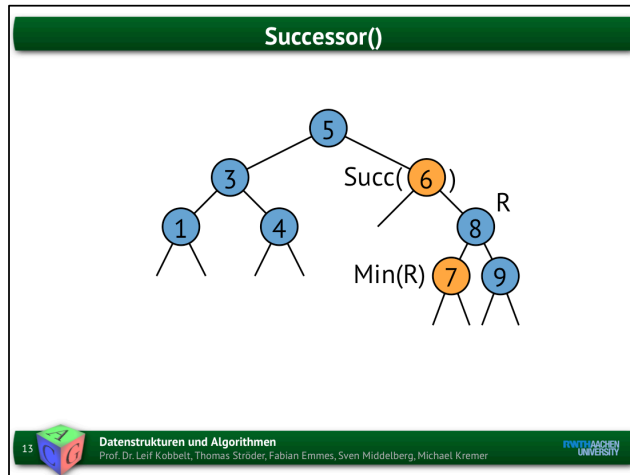 Successor()
5
3
Succ( 6 )
R
1
4
8
Min(R) 7
9
13
A
C
G
Datenstrukturen und Algorithmen
Prof. Dr. Leif Kobbelt, Thomas Ströder, Fabian Emmes, Sven Middelberg, Michael Kremer
RWTHAACHEN
UNIVERSITY